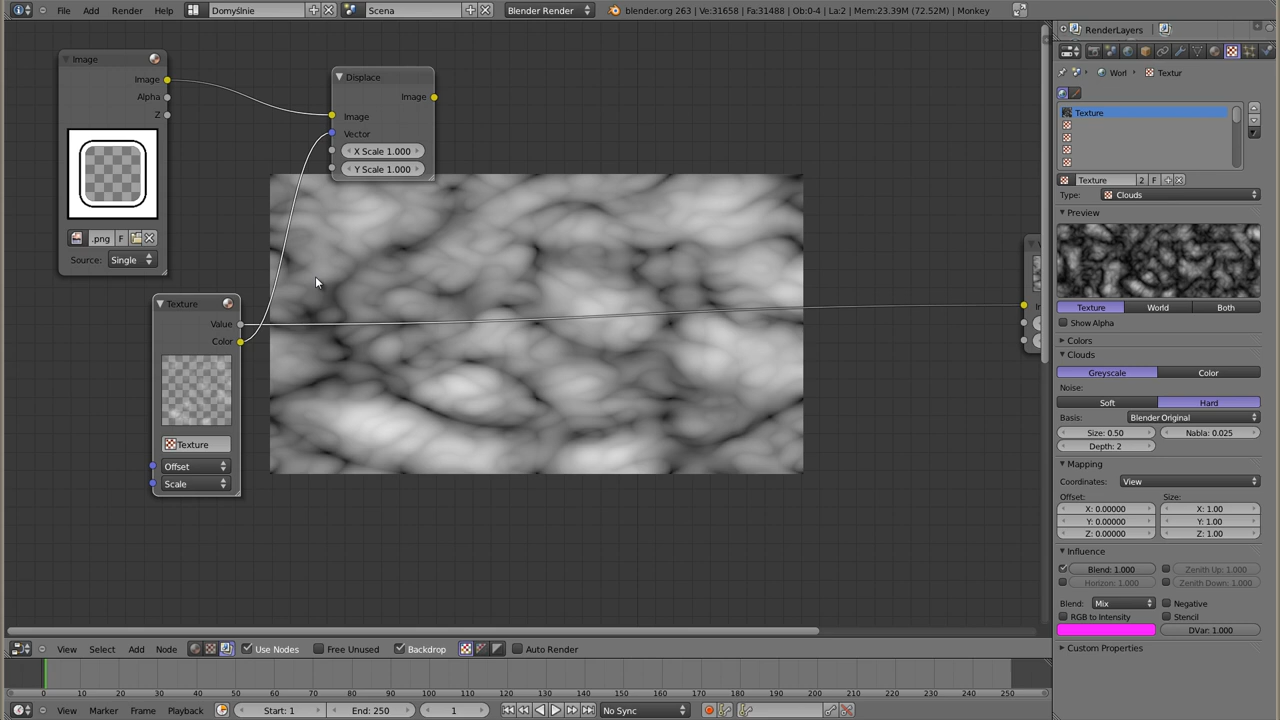 File Add Render Help Domyślnie Scena Blender Render blender.org 263 | Ve:31658 | Fa:31488 | Ob:0-4 | La:2 | Mem:23.39M (72.52M) | Monkey
RenderLayers
Image
Image
Alpha
Z
.png F
Source: Single
Displace
Image
Image
Vector
X Scale 1.000
Y Scale 1.000
Texture
Value
Color
Texture
Offset
Scale
Worl Textur
Texture
Texture 2 F
Type: Clouds
Preview
Texture World Both
Show Alpha
Colors
Clouds
Greyscale Color
Noise:
Soft Hard
Basis: Blender Original
Size: 0.50 Nabla: 0.025
Depth: 2
Mapping
Coordinates: View
Offset: Size:
X: 0.00000 X: 1.00
Y: 0.00000 Y: 1.00
Z: 0.00000 Z: 1.00
Influence
Blend: 1.000 Zenith Up: 1.000
Horizon: 1.000 Zenith Down: 1.000
Blend: Mix Negative
RGB to Intensity Stencil
DVar: 1.000
Custom Properties
View Select Add Node Use Nodes Free Unused Backdrop Auto Render
0 10 20 30 40 50 60 70 80 90 100 110 120 130 140 150 160 170 180 190 200 210 220 230 240 250
View Marker Frame Playback Start: 1 End: 250 1 No Sync